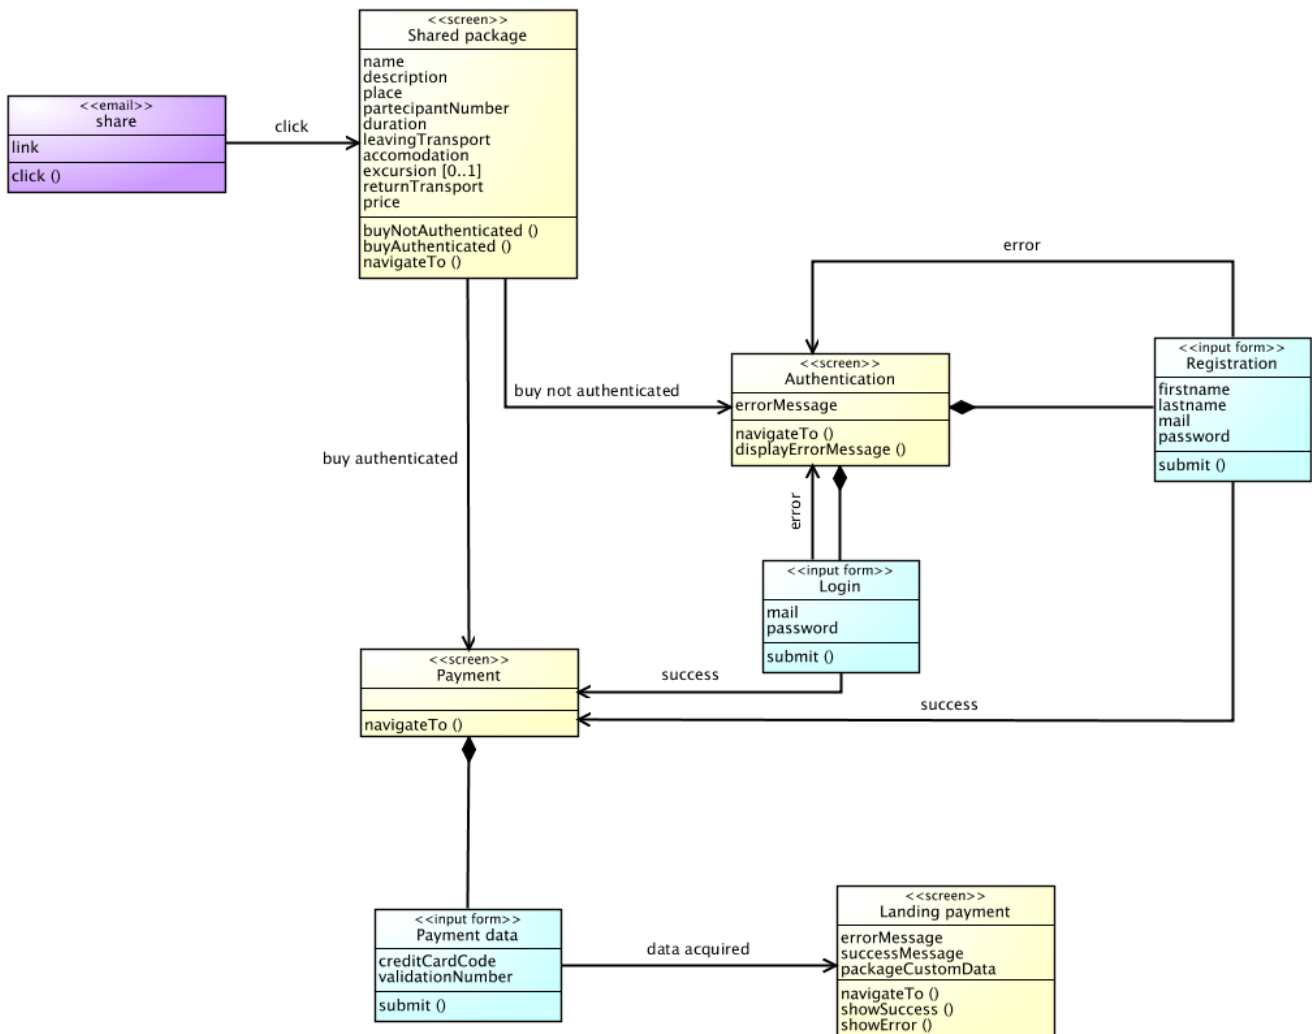 <<screen>>
Shared package
name
description
place
partecipantNumber
duration
leavingTransport
accomodation
excursion [0..1]
returnTransport
price
buyNotAuthenticated ()
buyAuthenticated ()
navigateTo ()
<<email>>
share
link
click ()
click
error
buy not authenticated
buy authenticated
<<screen>>
Authentication
errorMessage
navigateTo ()
displayErrorMessage ()
<<input form>>
Registration
firstname
lastname
mail
password
submit ()
error
<<input form>>
Login
mail
password
submit ()
success
success
<<screen>>
Payment
navigateTo ()
<<input form>>
Payment data
creditCardCode
validationNumber
submit ()
data acquired
<<screen>>
Landing payment
errorMessage
successMessage
packageCustomData
navigateTo ()
showSuccess ()
showError ()